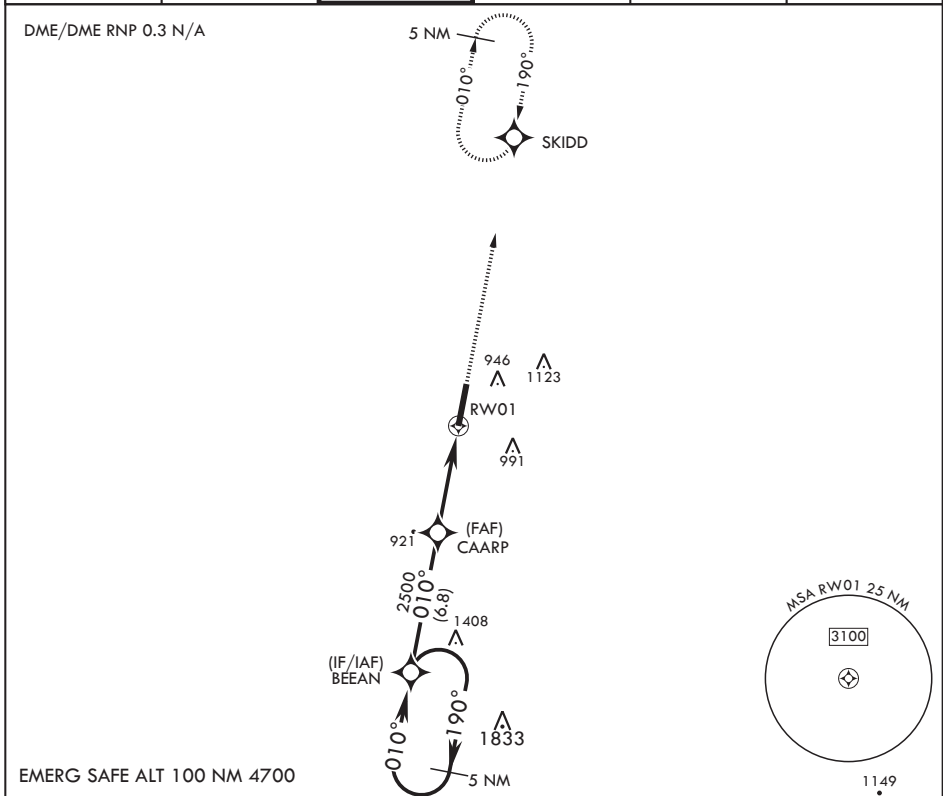 DME/DME RNP 0.3 N/A
5 NM
010°
190°
SKIDD
946
1123
RW01
991
(FAF)
CAARP
921
2500
010°
(6.8)
1408
(IF/IAF)
BEEAN
010°
190°
1833
5 NM
MSA RW01 25 NM
3100
EMERG SAFE ALT 100 NM 4700
1149